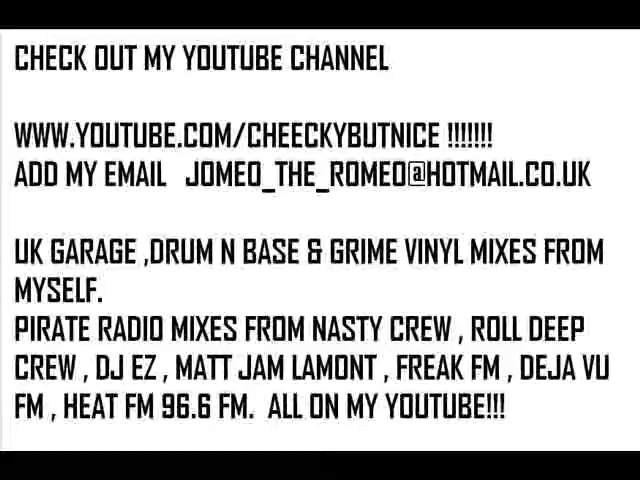 CHECK OUT MY YOUTUBE CHANNEL
WWW.YOUTUBE.COM/CHEECKYBUTNICE !!!!!!!
ADD MY EMAIL JOMEO_THE_ROMEO@HOTMAIL.CO.UK
UK GARAGE ,DRUM N BASE & GRIME VINYL MIXES FROM
MYSELF.
PIRATE RADIO MIXES FROM NASTY CREW , ROLL DEEP
CREW , DJ EZ , MATT JAM LAMONT , FREAK FM , DEJA VU
FM , HEAT FM 96.6 FM. ALL ON MY YOUTUBE!!!